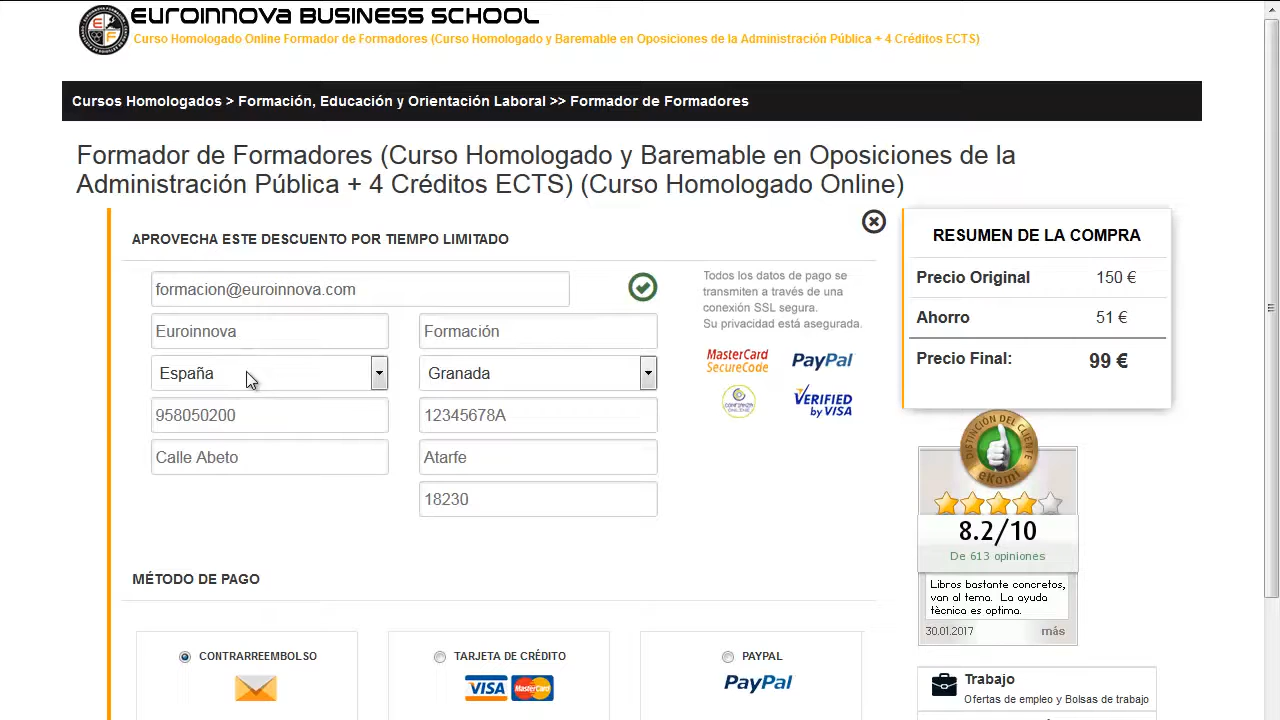 EUROINNOVA BUSINESS SCHOOL
Curso Homologado Online Formador de Formadores (Curso Homologado y Baremable en Oposiciones de la Administración Pública + 4 Créditos ECTS)
Cursos Homologados > Formación, Educación y Orientación Laboral >> Formador de Formadores
Formador de Formadores (Curso Homologado y Baremable en Oposiciones de la
Administración Pública + 4 Créditos ECTS) (Curso Homologado Online)
APROVECHA ESTE DESCUENTO POR TIEMPO LIMITADO
formacion@euroinnova.com
Euroinnova
Formación
España
Granada
958050200
12345678A
Calle Abeto
Atarfe
18230
Todos los datos de pago se
transmiten a través de una
conexión SSL segura.
Su privacidad está asegurada.
MasterCard
SecureCode
PayPal
CONFIANZA
ONLINE
VERIFIED
by VISA
RESUMEN DE LA COMPRA
Precio Original 150 €
Ahorro 51 €
Precio Final: 99 €
DISTINCIÓN DEL CLIENTE
eKomi
8.2/10
De 613 opiniones
Libros bastante concretos,
van al tema. La ayuda
tècnica es optima.
30.01.2017 más
Trabajo
Ofertas de empleo y Bolsas de trabajo
MÉTODO DE PAGO
CONTRARREEMBOLSO
TARJETA DE CRÉDITO
VISA MasterCard
PAYPAL
PayPal